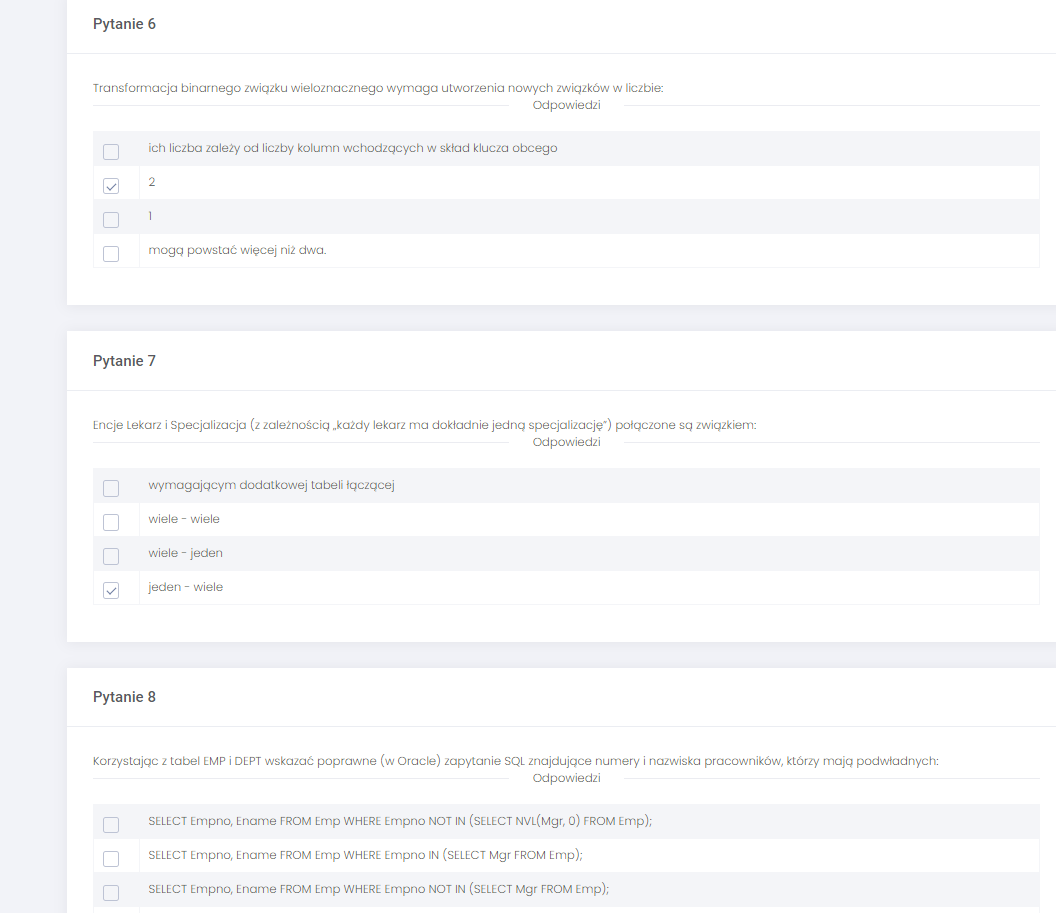 Pytanie 6
Transformacja binarnego związku wieloznacznego wymaga utworzenia nowych związków w liczbie:
Odpowiedzi
ich liczba zależy od liczby kolumn wchodzących w skład klucza obcego
2
1
mogą powstać więcej niż dwa.
Pytanie 7
Encje Lekarz i Specjalizacja (z zależnością „każdy lekarz ma dokładnie jedną specjalizację”) połączone są związkiem:
Odpowiedzi
wymagającym dodatkowej tabeli łączącej
wiele - wiele
wiele - jeden
jeden - wiele
Pytanie 8
Korzystając z tabel EMP i DEPT wskazać poprawne (w Oracle) zapytanie SQL znajdujące numery i nazwiska pracowników, którzy mają podwładnych:
Odpowiedzi
SELECT Empno, Ename FROM Emp WHERE Empno NOT IN (SELECT NVL(Mgr, 0) FROM Emp);
SELECT Empno, Ename FROM Emp WHERE Empno IN (SELECT Mgr FROM Emp);
SELECT Empno, Ename FROM Emp WHERE Empno NOT IN (SELECT Mgr FROM Emp);